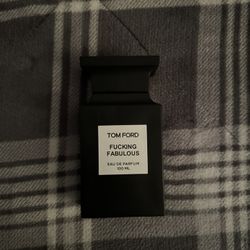 TOM FORD
FUCKING
FABULOUS
EAU DE PARFUM
100 ML